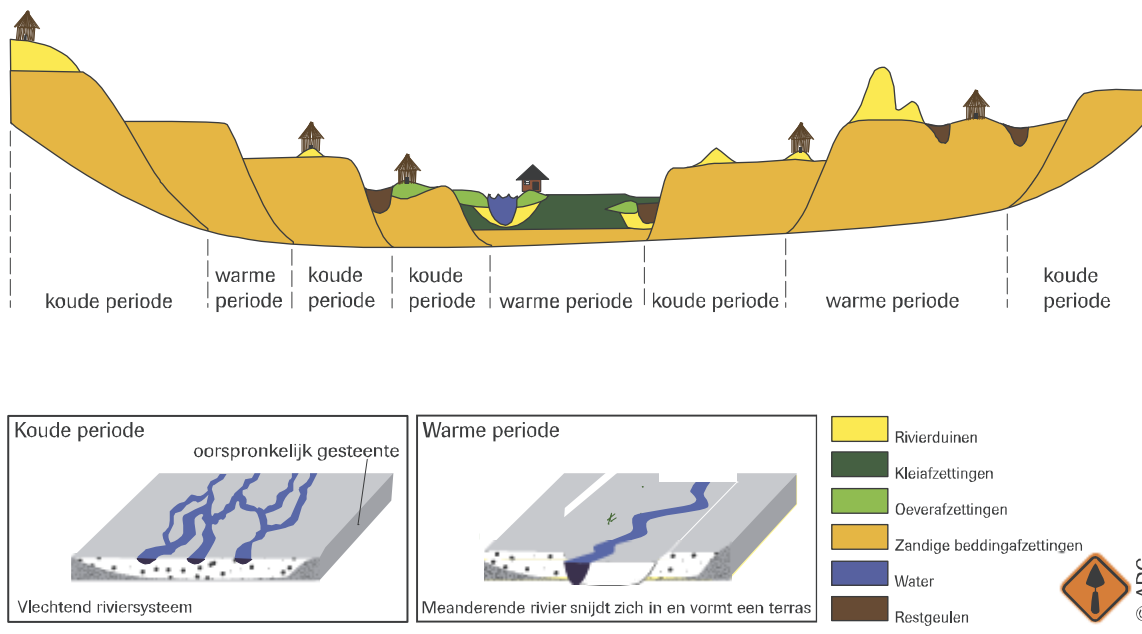 koude periode
warme
periode
koude
periode
koude
periode
warme periode
koude periode
warme periode
koude
periode
Koude periode
oorspronkelijk gesteente
Vlechtend riviersysteem
Warme periode
Meanderende rivier snijdt zich in en vormt een terras
Rivierduinen
Kleiafzettingen
Oeverafzettingen
Zandige beddingafzettingen
Water
Restgeulen
© ADC